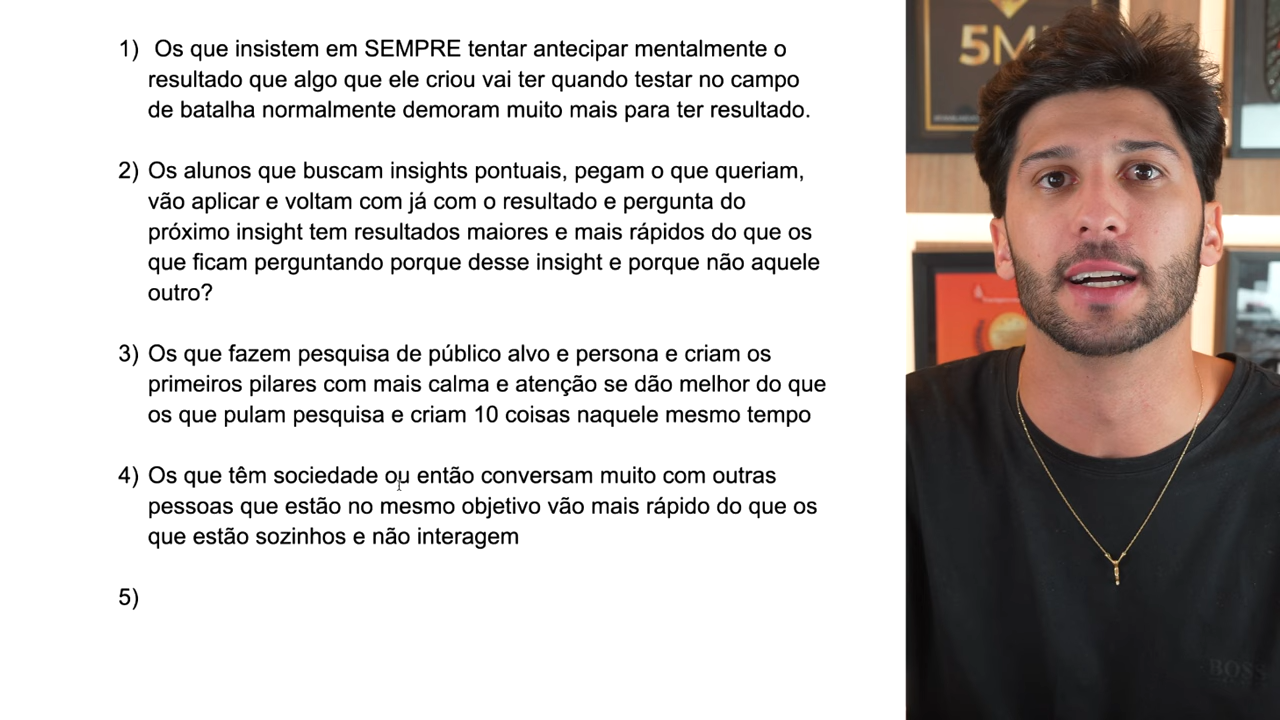 1) Os que insistem em SEMPRE tentar antecipar mentalmente o
resultado que algo que ele criou vai ter quando testar no campo
de batalha normalmente demoram muito mais para ter resultado.
2) Os alunos que buscam insights pontuais, pegam o que queriam,
vão aplicar e voltam com já com o resultado e pergunta do
próximo insight tem resultados maiores e mais rápidos do que os
que ficam perguntando porque desse insight e porque não aquele
outro?
3) Os que fazem pesquisa de público alvo e persona e criam os
primeiros pilares com mais calma e atenção se dão melhor do que
os que pulam pesquisa e criam 10 coisas naquele mesmo tempo
4) Os que têm sociedade ou então conversam muito com outras
pessoas que estão no mesmo objetivo vão mais rápido do que os
que estão sozinhos e não interagem
5)
5M
BOSS